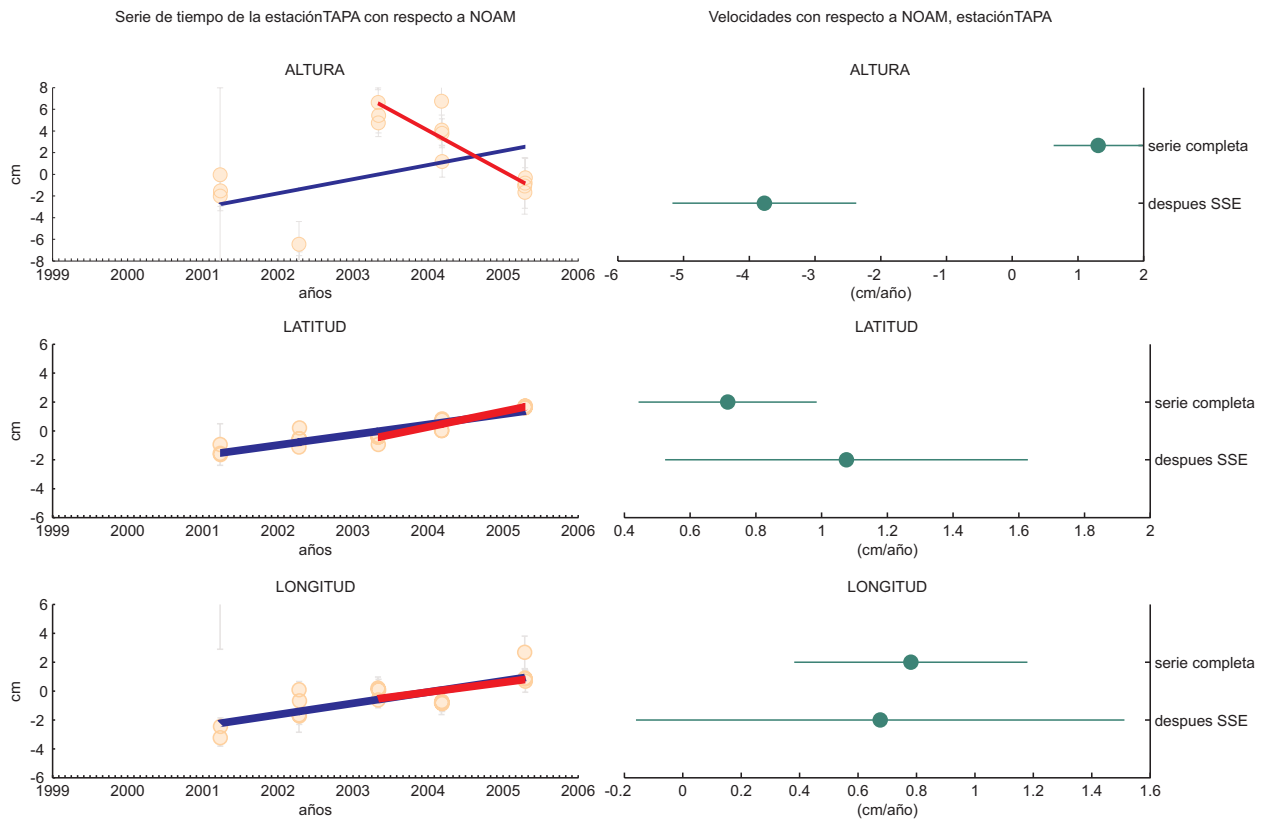 Serie de tiempo de la estaciónTAPA con respecto a NOAM
Velocidades con respecto a NOAM, estaciónTAPA
ALTURA
8
6
4
2
0
-2
-4
-6
-8
cm
1999 2000 2001 2002 2003 2004 2005 2006
años
ALTURA
serie completa
despues SSE
-6 -5 -4 -3 -2 -1 0 1 2
(cm/año)
LATITUD
6
4
2
0
-2
-4
-6
cm
1999 2000 2001 2002 2003 2004 2005 2006
años
LATITUD
serie completa
despues SSE
0.4 0.6 0.8 1 1.2 1.4 1.6 1.8 2
(cm/año)
LONGITUD
6
4
2
0
-2
-4
-6
cm
1999 2000 2001 2002 2003 2004 2005 2006
años
LONGITUD
serie completa
despues SSE
-0.2 0 0.2 0.4 0.6 0.8 1 1.2 1.4 1.6
(cm/año)